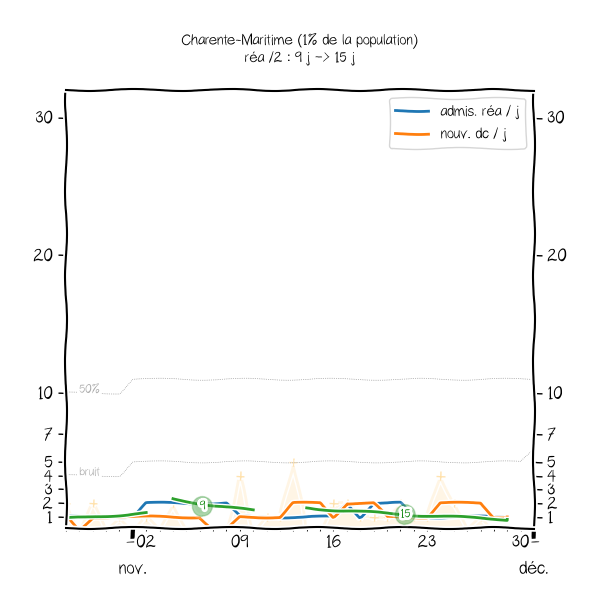 Charente-Maritime (1% de la population)
réa /2 : 9 j -> 15 j
admis. réa / j
nouv. dc / j
30 30
20 20
50%
10 10
7 7
bruit
5 5
4 4
3 3
2 2
1 1
9
15
02 09 16 23 30
nov. déc.